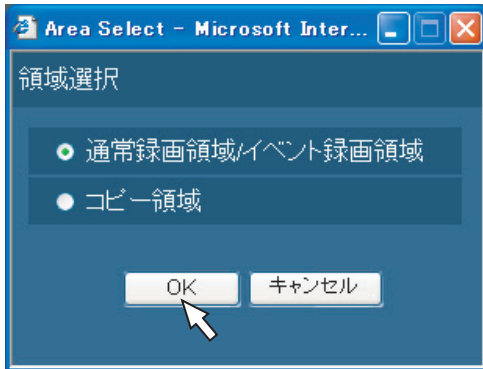 Area Select - Microsoft Inter...
領域選択
通常録画領域/イベント録画領域
コピー領域
OK キャンセル